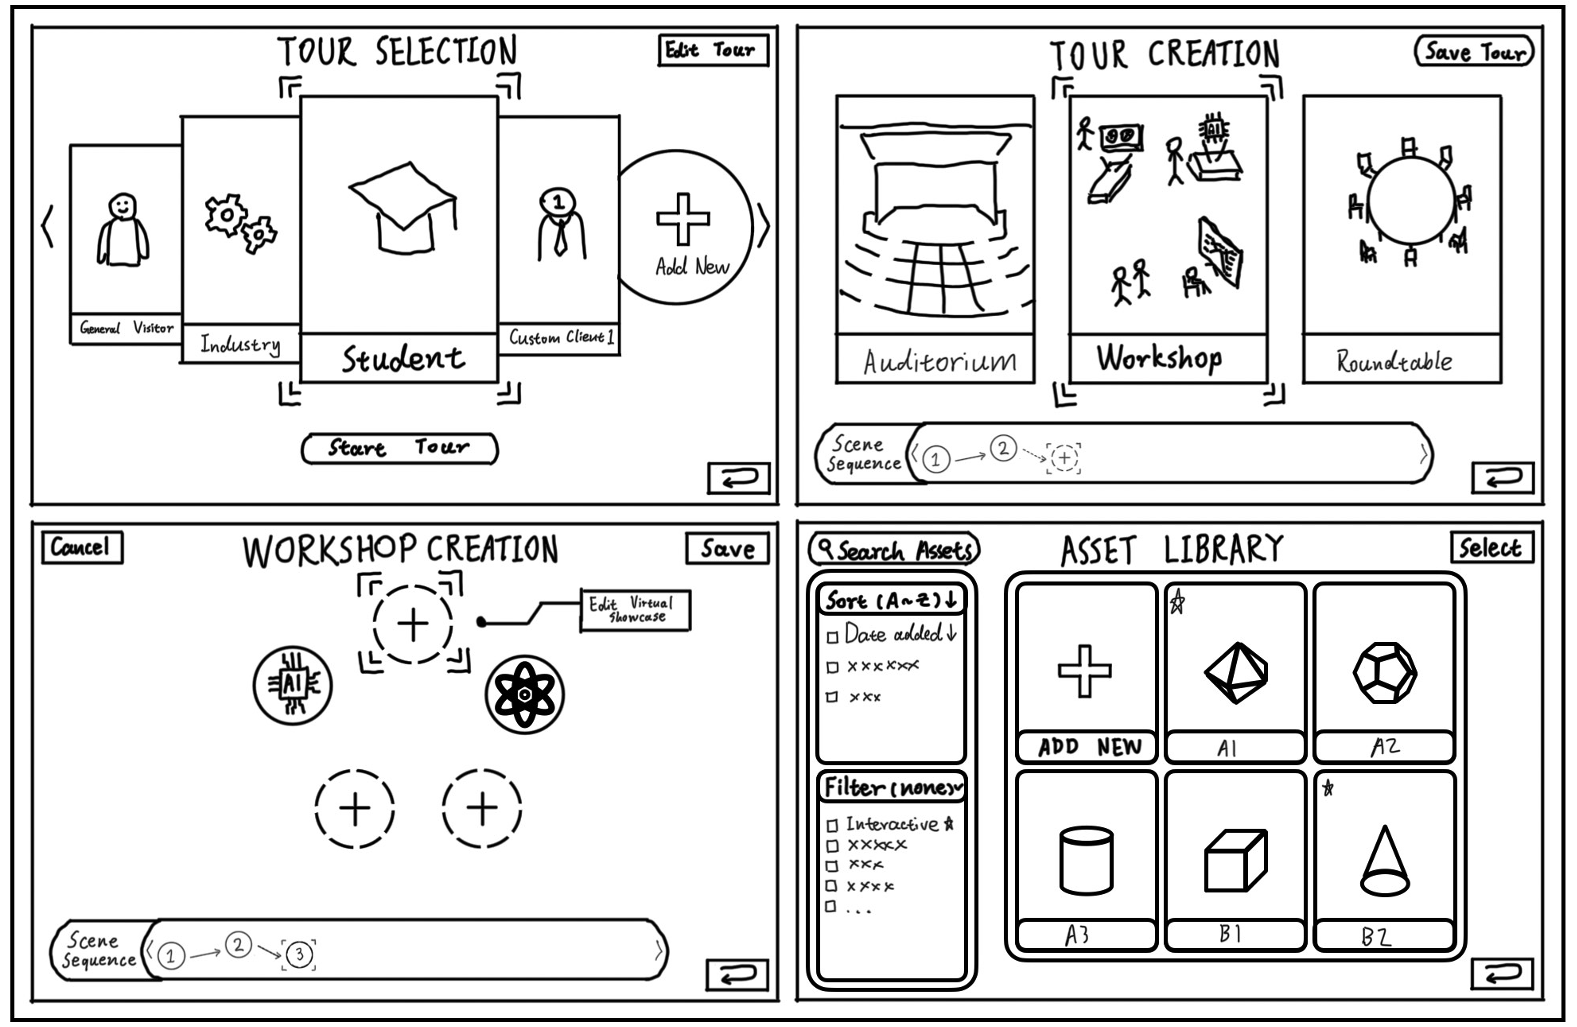 TOUR SELECTION
Edit Tour
General Visitor
Industry
Student
1
Custom Client 1
Add New
Start Tour
TOUR CREATION
Save Tour
AI
Auditorium
Workshop
Roundtable
Scene
Sequence
1
2
+
Cancel
WORKSHOP CREATION
Save
+
Edit Virtual
Showcase
AI
+
+
Scene
Sequence
1
2
3
Search Assets
ASSET LIBRARY
Select
Sort (A~Z) ↓
Date added ↓
xxxxxx
xxx
Filter (none)
Interactive ☆
xxxxx
xxx
xxxx
...
ADD NEW
A1
A2
A3
B1
B2